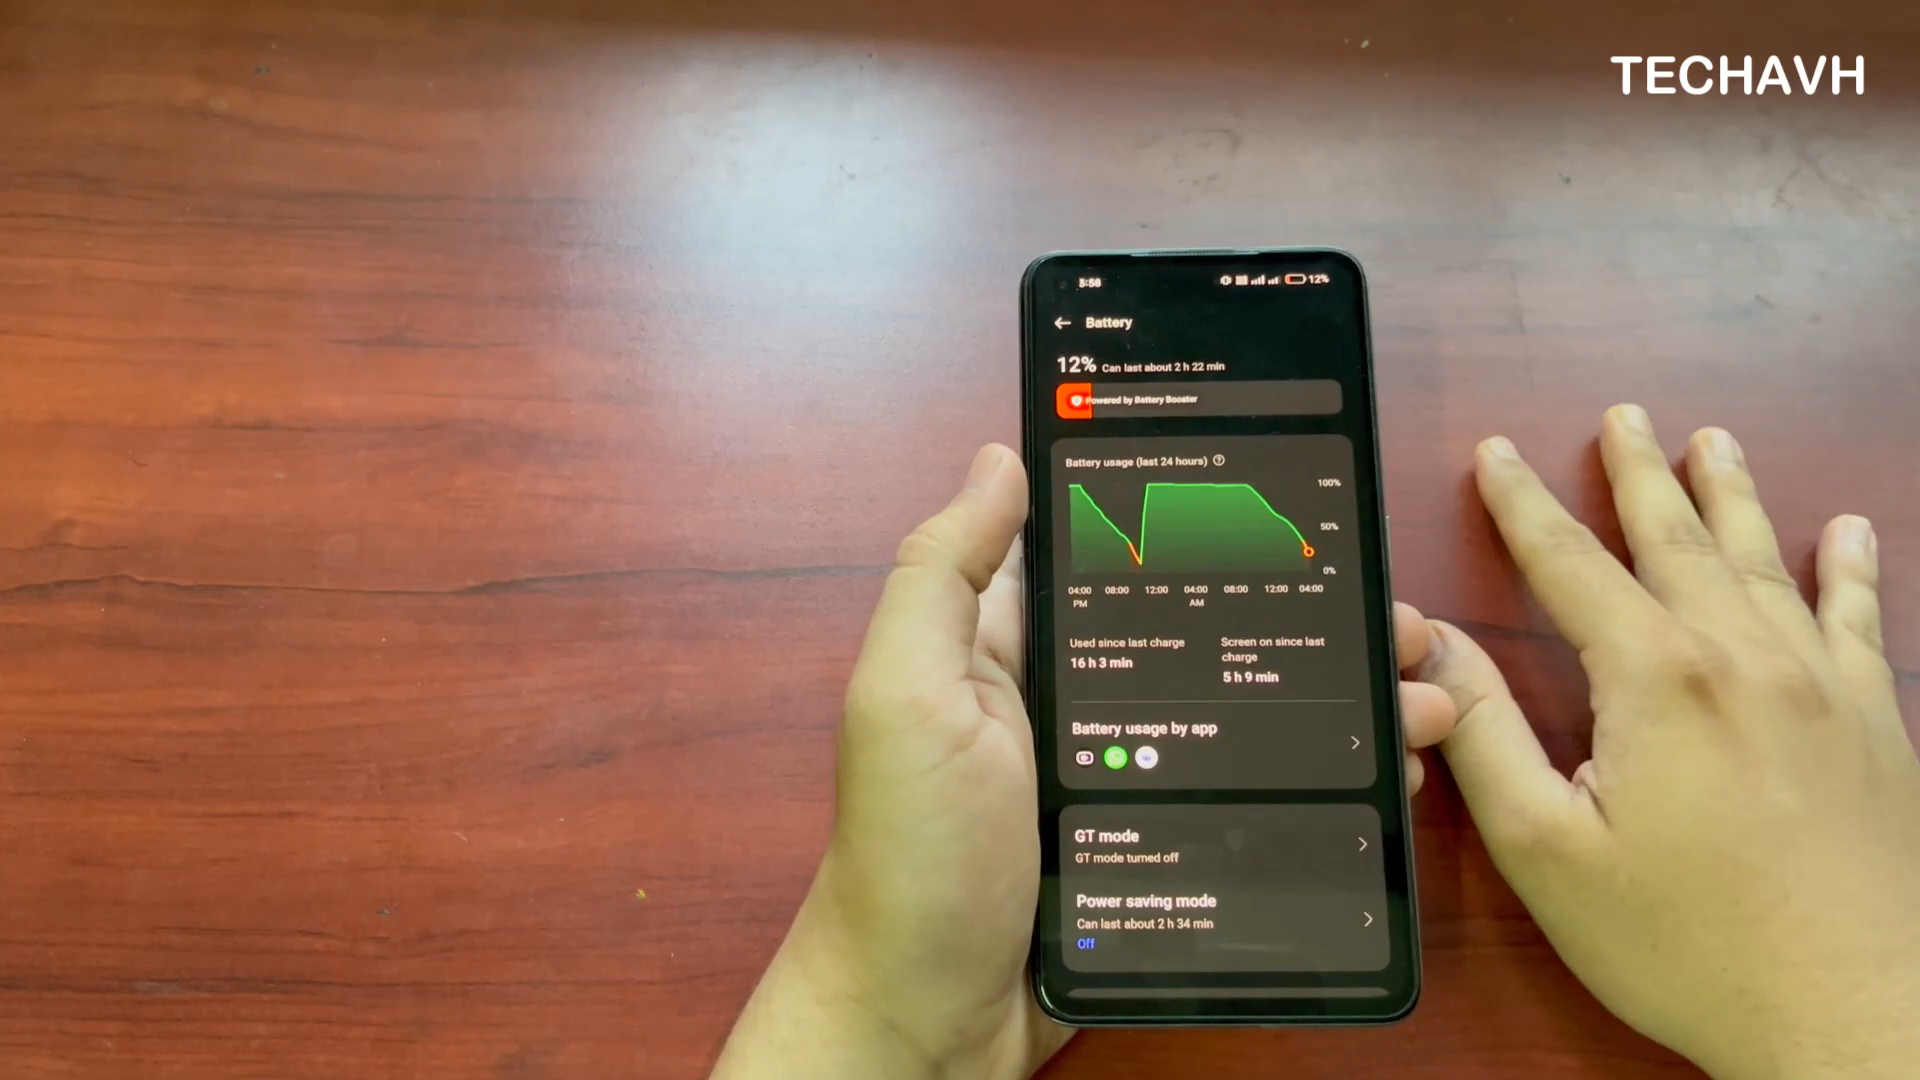 TECHAVH
3:58
12%
Battery
12% Can last about 2 h 22 min
Powered by Battery Booster
Battery usage (last 24 hours)
100%
50%
0%
04:00 08:00 12:00 04:00 08:00 12:00 04:00
PM AM
Used since last charge
16 h 3 min
Screen on since last
charge
5 h 9 min
Battery usage by app
GT mode
GT mode turned off
Power saving mode
Can last about 2 h 34 min
Off